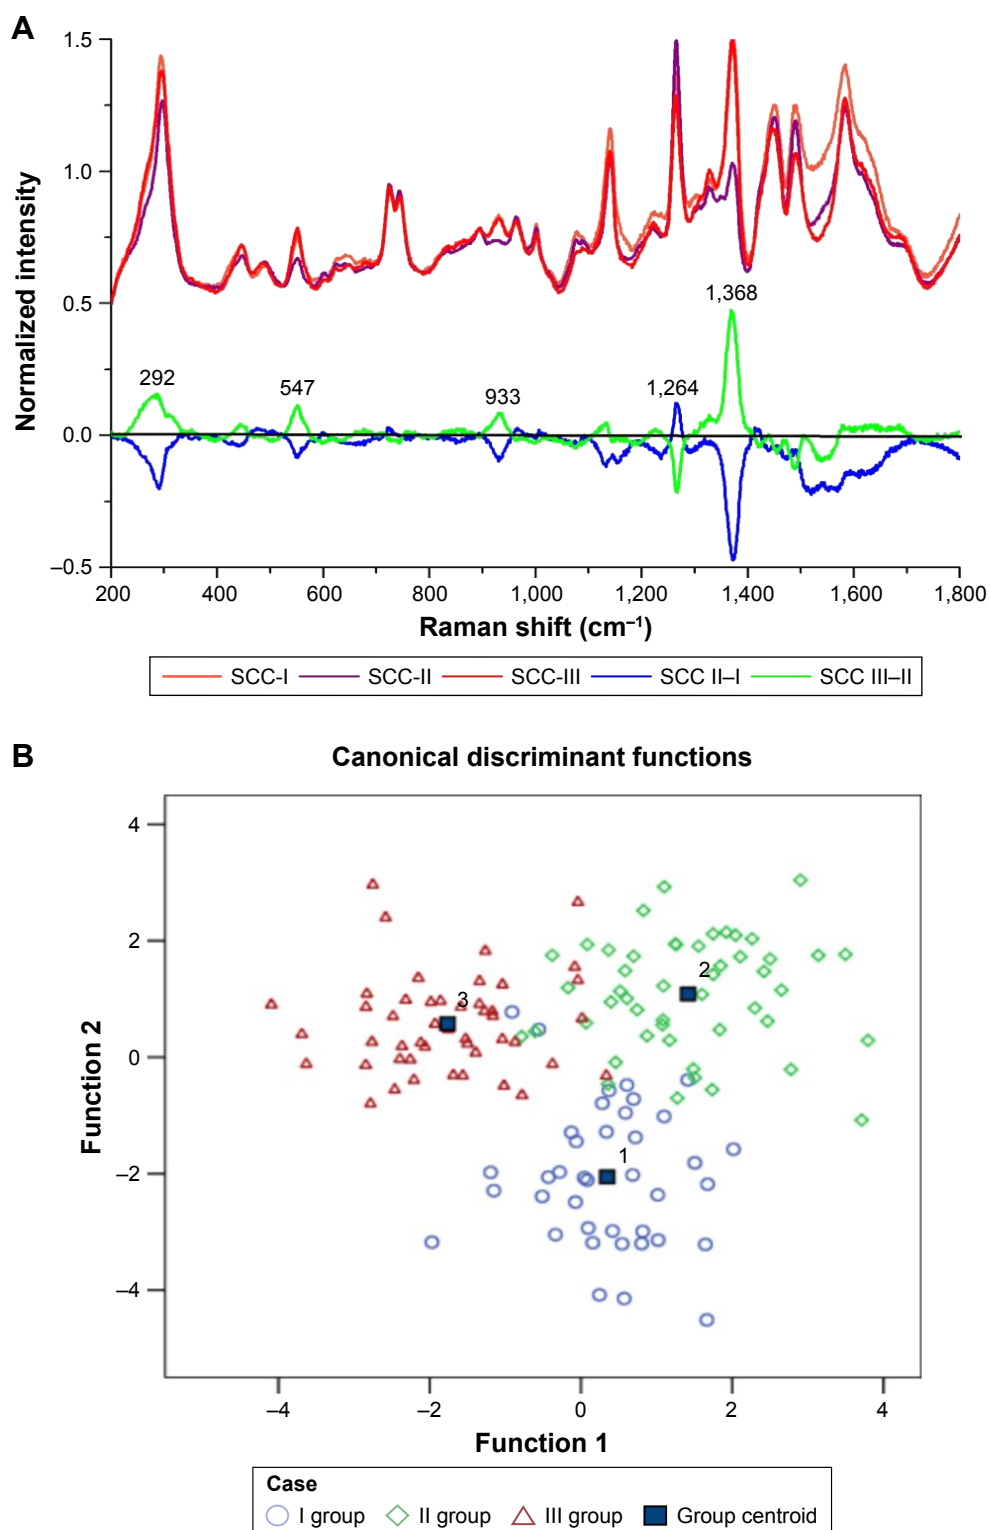 A
1.5
1.0
0.5
0.0
–0.5
Normalized intensity
292
547
933
1,264
1,368
200 400 600 800 1,000 1,200 1,400 1,600 1,800
Raman shift (cm⁻¹)
SCC-I SCC-II SCC-III SCC II–I SCC III–II
B
Canonical discriminant functions
4
2
0
–2
–4
Function 2
3
2
1
–4 –2 0 2 4
Function 1
Case
I group II group III group Group centroid